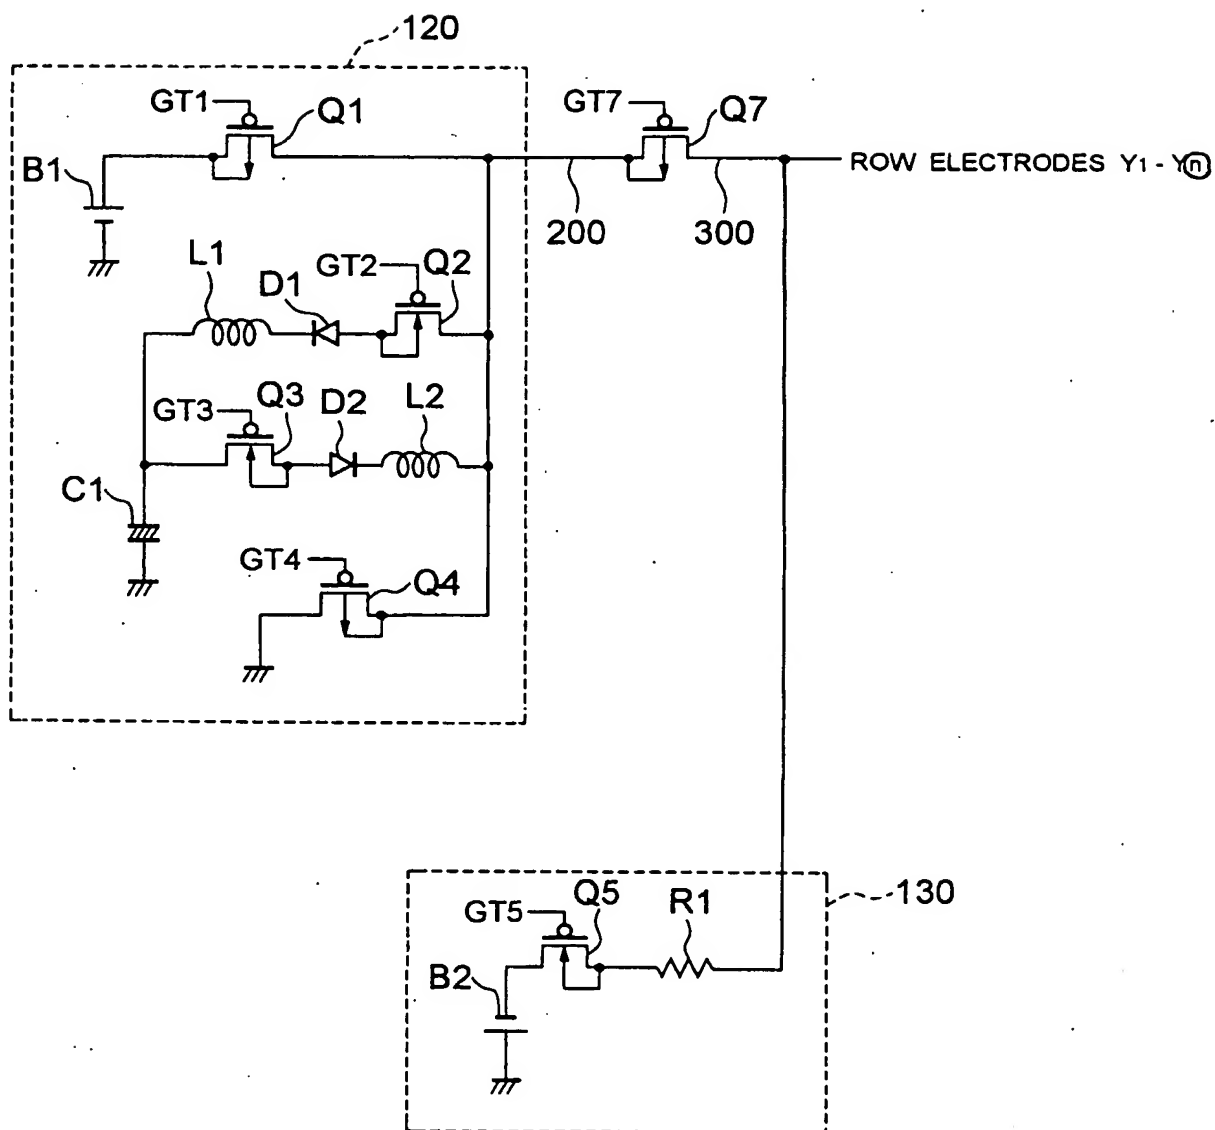 120
GT1
Q1
GT7
Q7
B1
ROW ELECTRODES Y1 - Yn
200
300
L1
D1
GT2
Q2
GT3
Q3
D2
L2
C1
GT4
Q4
130
GT5
Q5
R1
B2